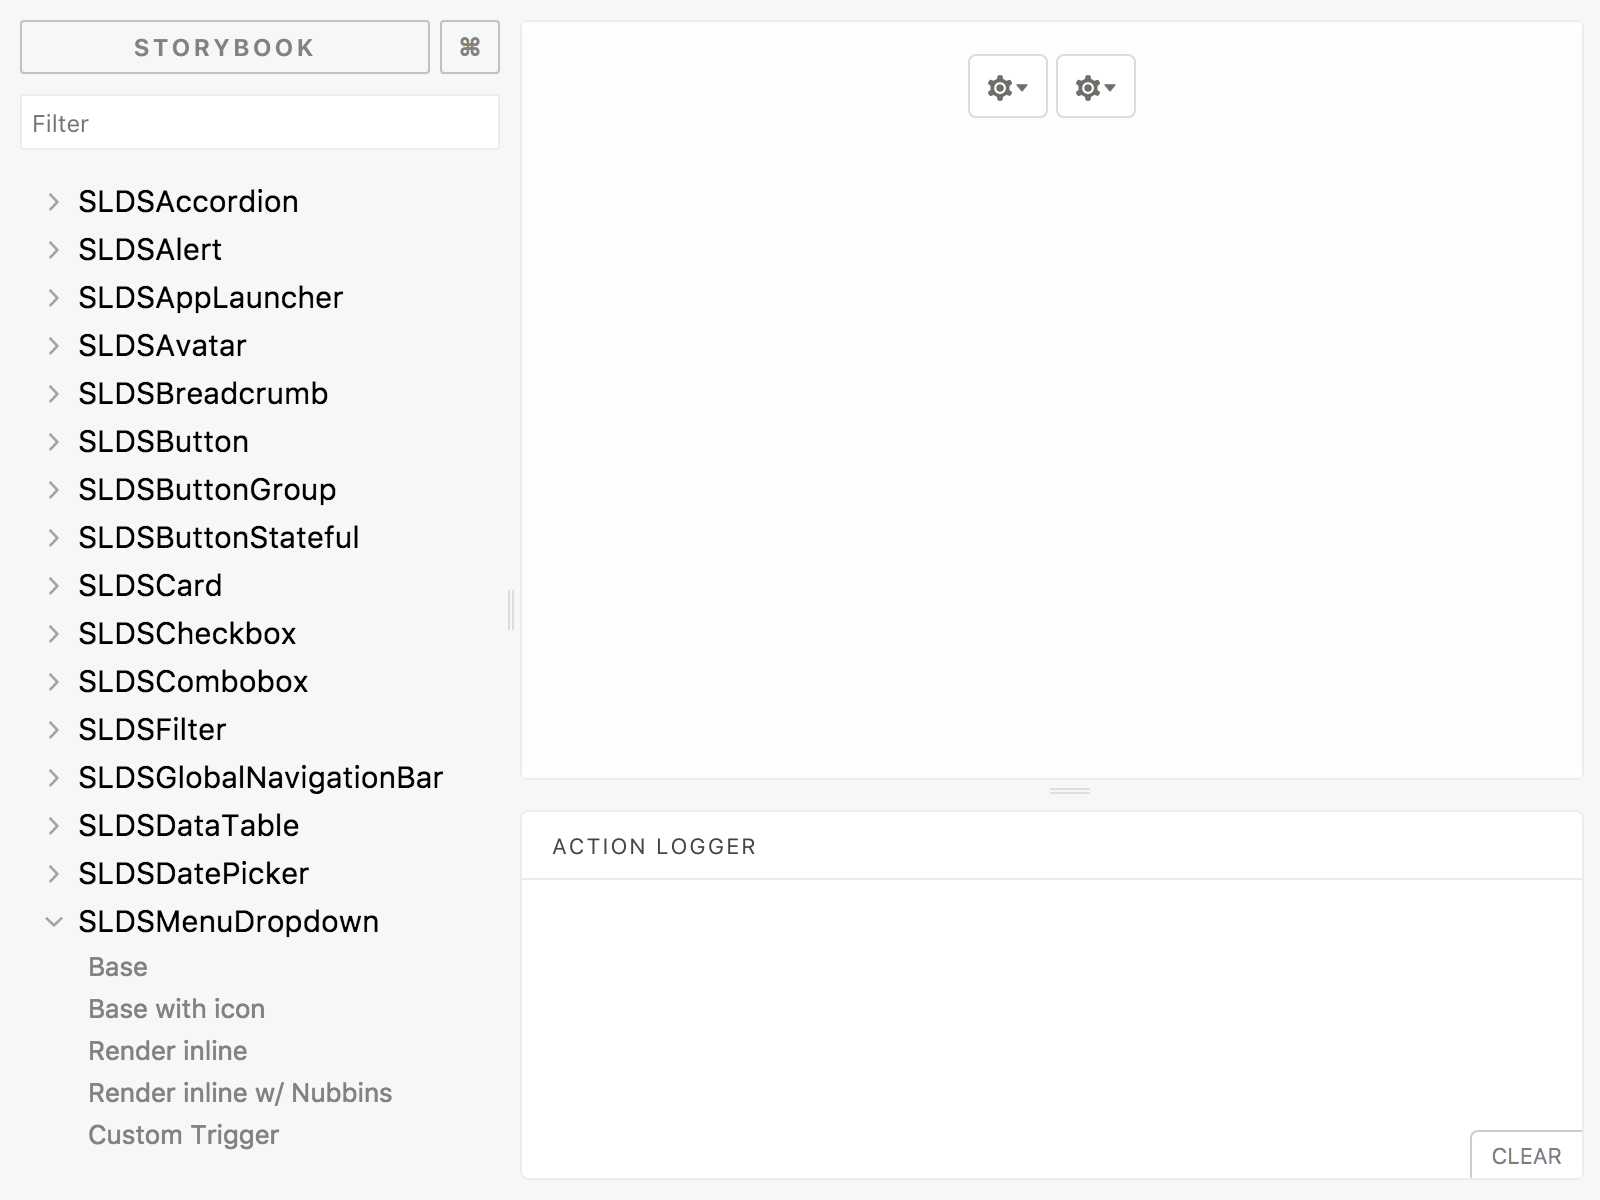 STORYBOOK
⌘
Filter
SLDSAccordion
SLDSAlert
SLDSAppLauncher
SLDSAvatar
SLDSBreadcrumb
SLDSButton
SLDSButtonGroup
SLDSButtonStateful
SLDSCard
SLDSCheckbox
SLDSCombobox
SLDSFilter
SLDSGlobalNavigationBar
SLDSDataTable
SLDSDatePicker
SLDSMenuDropdown
Base
Base with icon
Render inline
Render inline w/ Nubbins
Custom Trigger
ACTION LOGGER
CLEAR